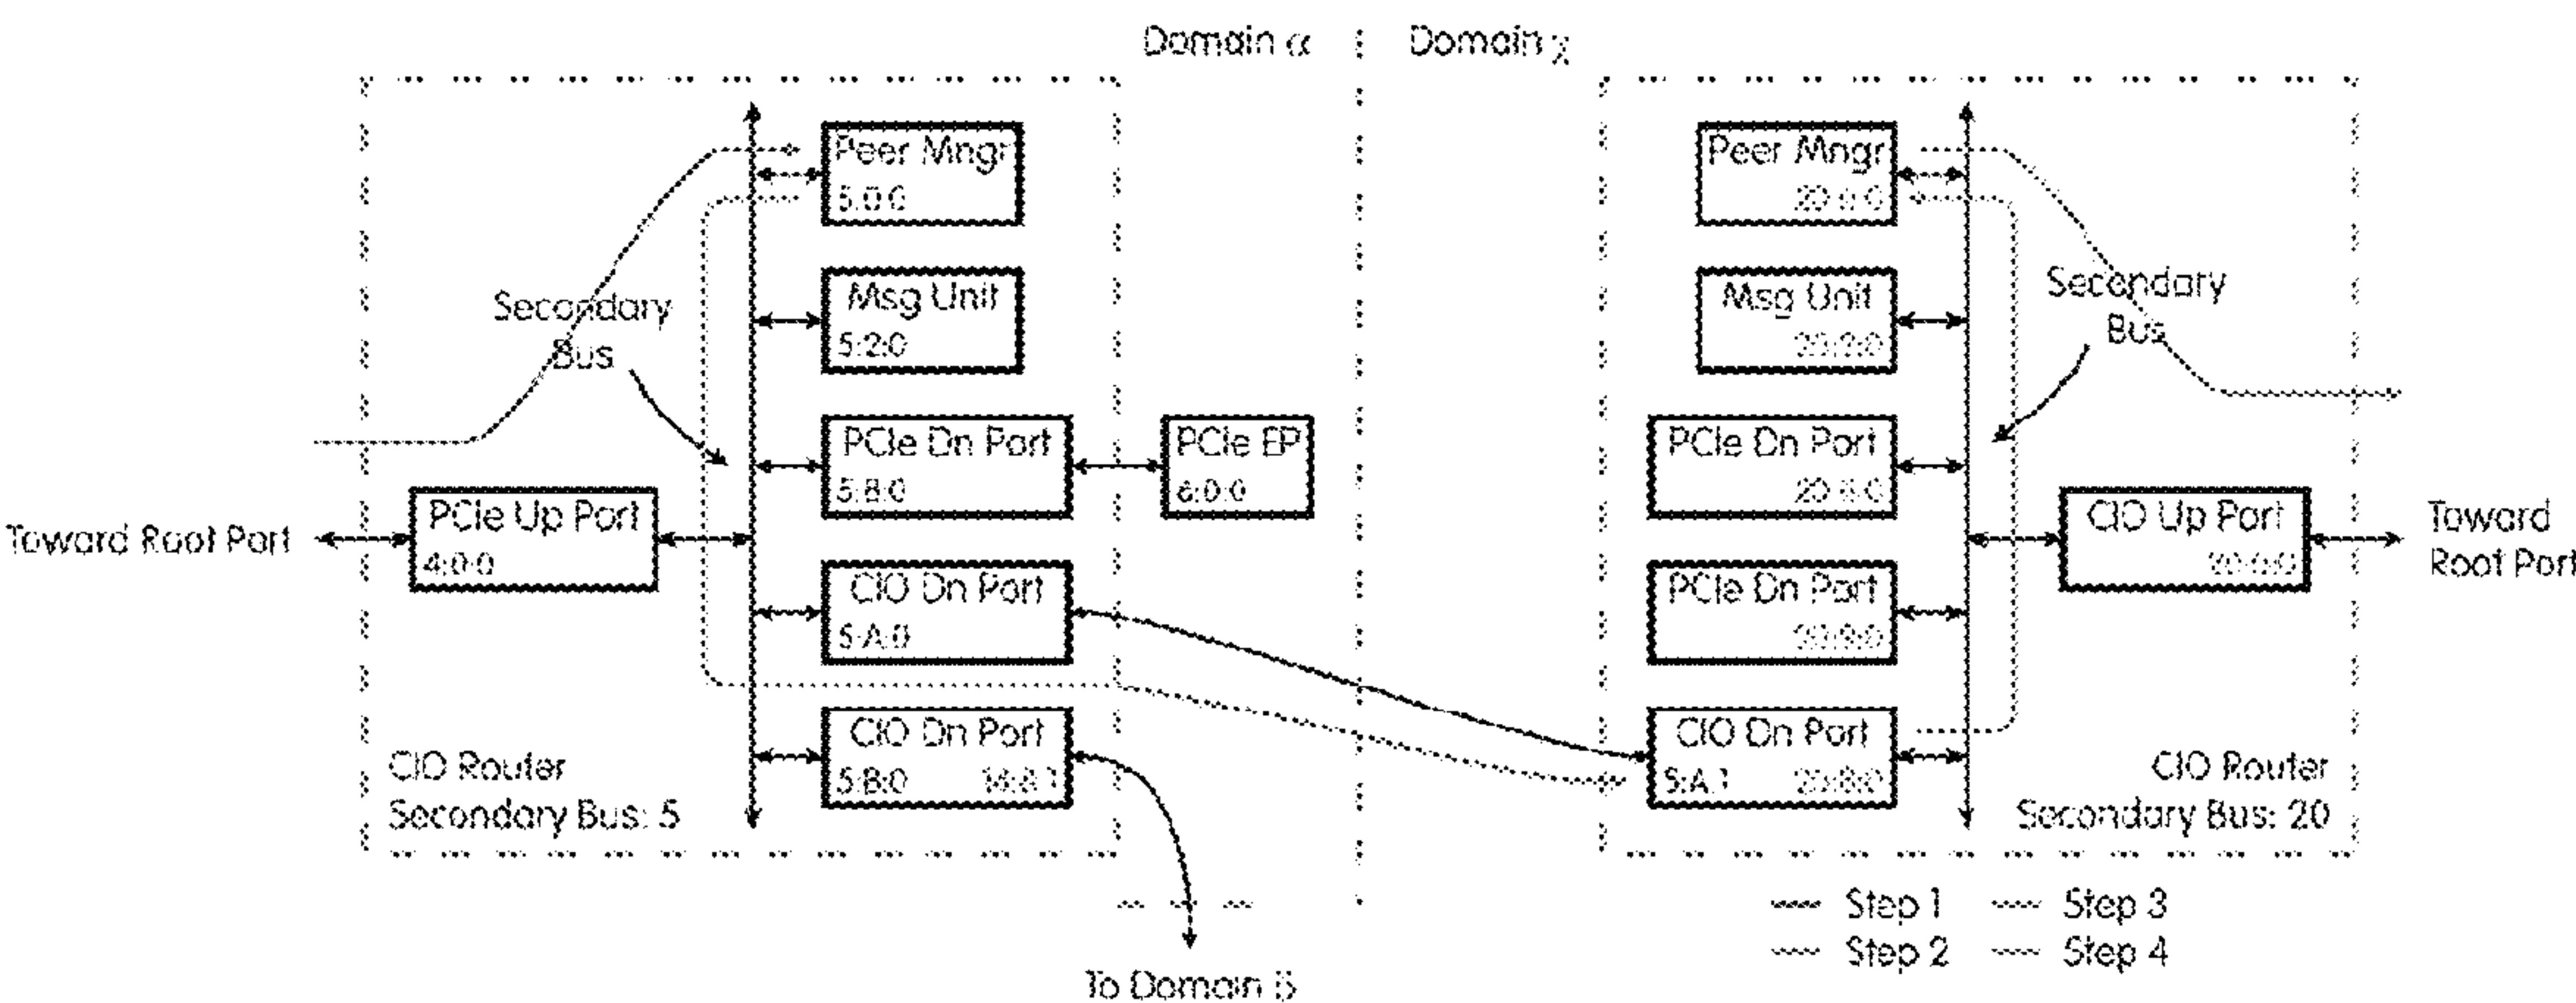 Domain α
Domain χ
Peer Mngr
5:0:0
Msg Unit
5:2:0
Secondary
Bus
PCIe Dn Port
5:8:0
PCIe EP
6:0:0
PCIe Up Port
4:0:0
Toward Root Port
CIO Dn Port
5:A:0
CIO Dn Port
5:B:0
CIO Router
Secondary Bus: 5
To Domain
Peer Mngr
Msg Unit
Secondary
Bus
PCIe Dn Port
PCIe Dn Port
CIO Up Port
Toward
Root Port
CIO Dn Port
5:A:1
CIO Router
Secondary Bus: 20
Step 1
Step 3
Step 2
Step 4